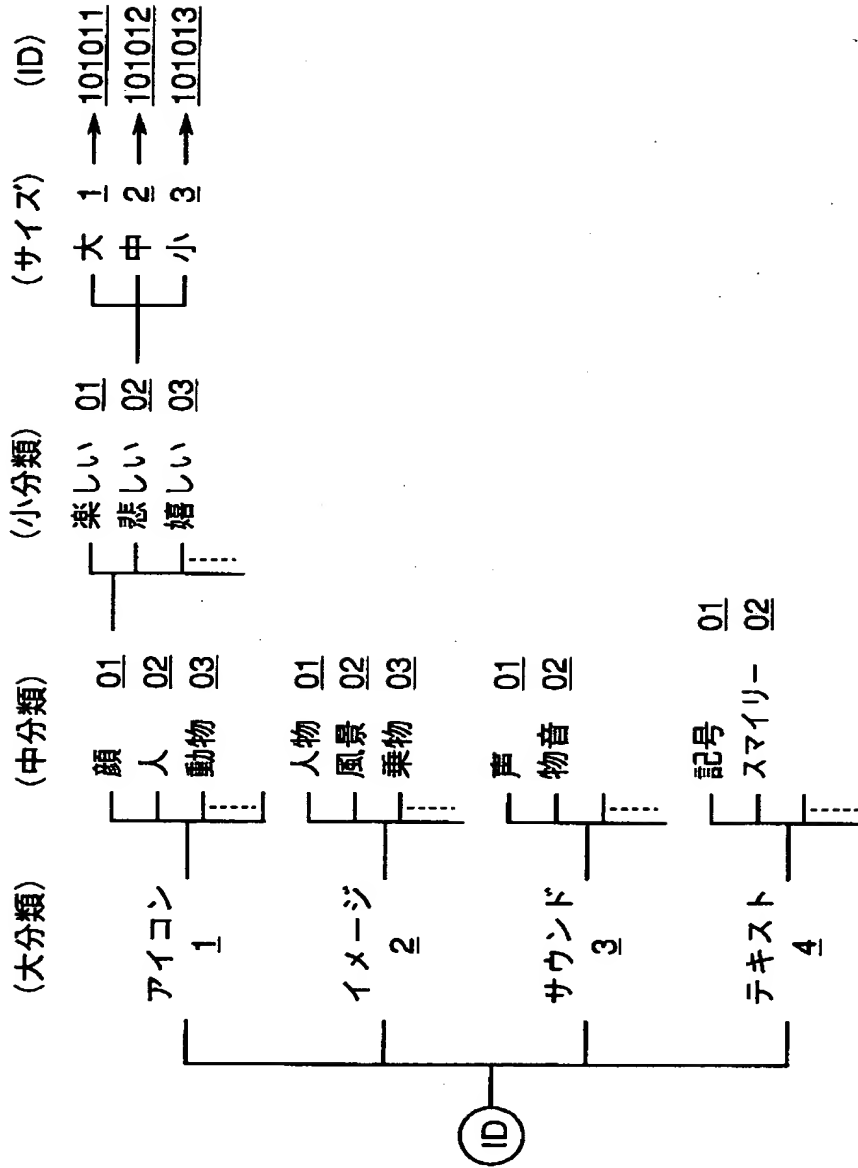 (大分類) (中分類) (小分類) (サイズ) (ID)
顔 01 楽しい 01 大 1 → 101011
人 02 悲しい 02 中 2 → 101012
アイコン 動物 03 嬉しい 03 小 3 → 101013
1
人物 01
風景 02
イメージ 乗物 03
2
声 01
物音 02
サウンド
3
記号 01
スマイリー 02
テキスト
4
ID